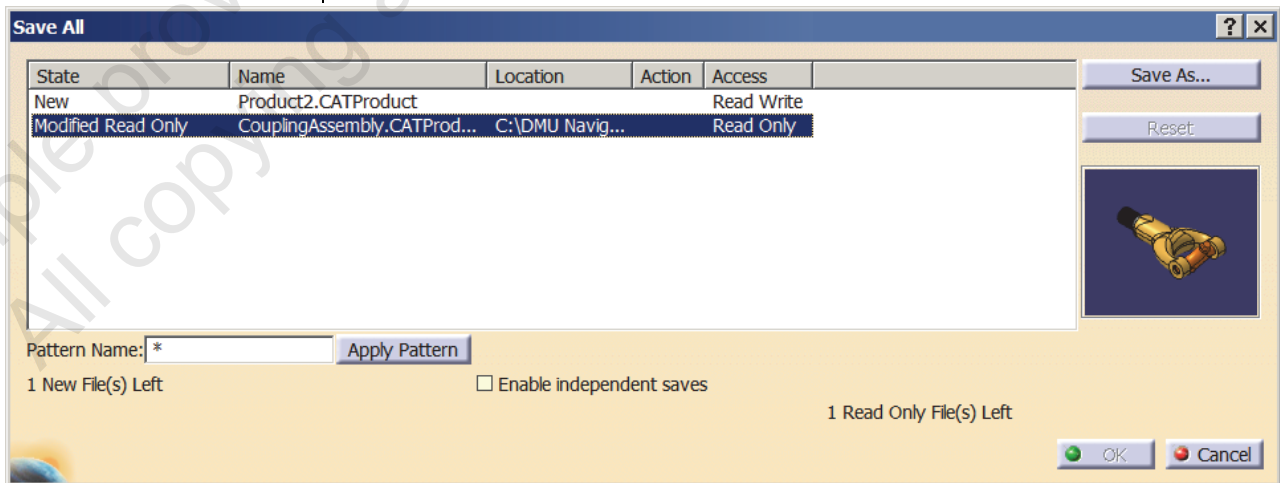 Save All
? ×
State Name Location Action Access
Save As...
New Product2.CATProduct Read Write
Modified Read Only CouplingAssembly.CATProd... C:\DMU Navig... Read Only
Reset
Pattern Name: * Apply Pattern
1 New File(s) Left Enable independent saves
1 Read Only File(s) Left
OK Cancel
All copying a